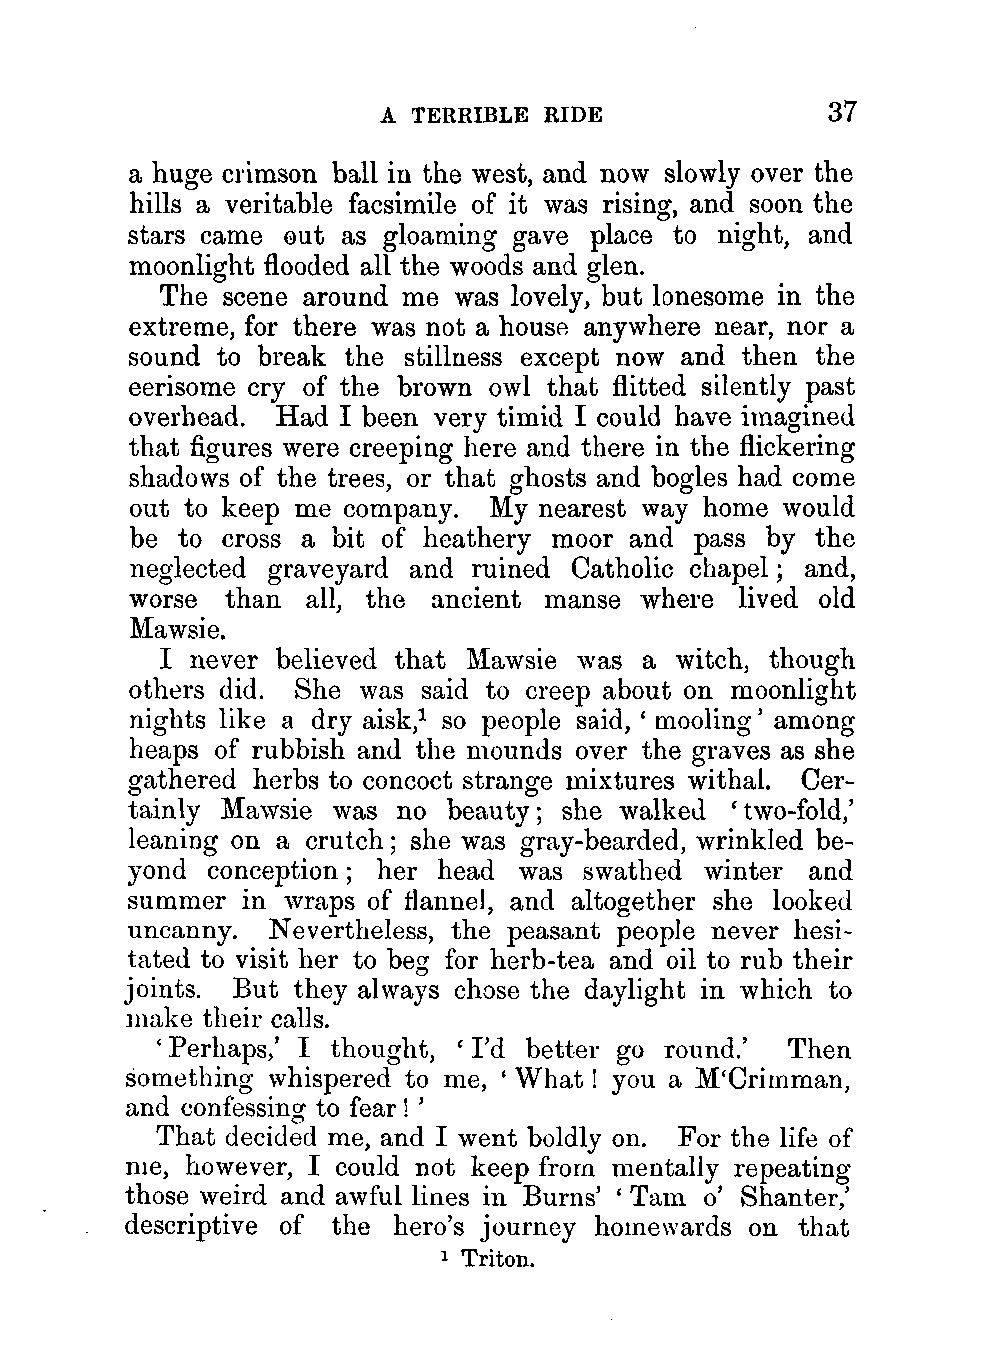 A TERRIBLE RIDE 37
a huge crimson ball in the west, and now slowly over the
hills a veritable facsimile of it was rising, and soon the
stars came out as gloaming gave place to night, and
moonlight flooded all the woods and glen.
The scene around me was lovely, but lonesome in the
extreme, for there was not a house anywhere near, nor a
sound to break the stillness except now and then the
eerisome cry of the brown owl that flitted silently past
overhead. Had I been very timid I could have imagined
that figures were creeping here and there in the flickering
shadows of the trees, or that ghosts and bogles had come
out to keep me company. My nearest way home would
be to cross a bit of heathery moor and pass by the
neglected graveyard and ruined Catholic chapel; and,
worse than all, the ancient manse where lived old
Mawsie.
I never believed that Mawsie was a witch, though
others did. She was said to creep about on moonlight
nights like a dry aisk,¹ so people said, ‘mooling’ among
heaps of rubbish and the mounds over the graves as she
gathered herbs to concoct strange mixtures withal. Cer-
tainly Mawsie was no beauty; she walked ‘two-fold,’
leaning on a crutch; she was gray-bearded, wrinkled be-
yond conception; her head was swathed winter and
summer in wraps of flannel, and altogether she looked
uncanny. Nevertheless, the peasant people never hesi-
tated to visit her to beg for herb-tea and oil to rub their
joints. But they always chose the daylight in which to
make their calls.
‘Perhaps,’ I thought, ‘I’d better go round.’ Then
something whispered to me, ‘What! you a M‘Crimman,
and confessing to fear!’
That decided me, and I went boldly on. For the life of
me, however, I could not keep from mentally repeating
those weird and awful lines in Burns’ ‘Tam o’ Shanter,’
descriptive of the hero’s journey homewards on that
¹ Triton.